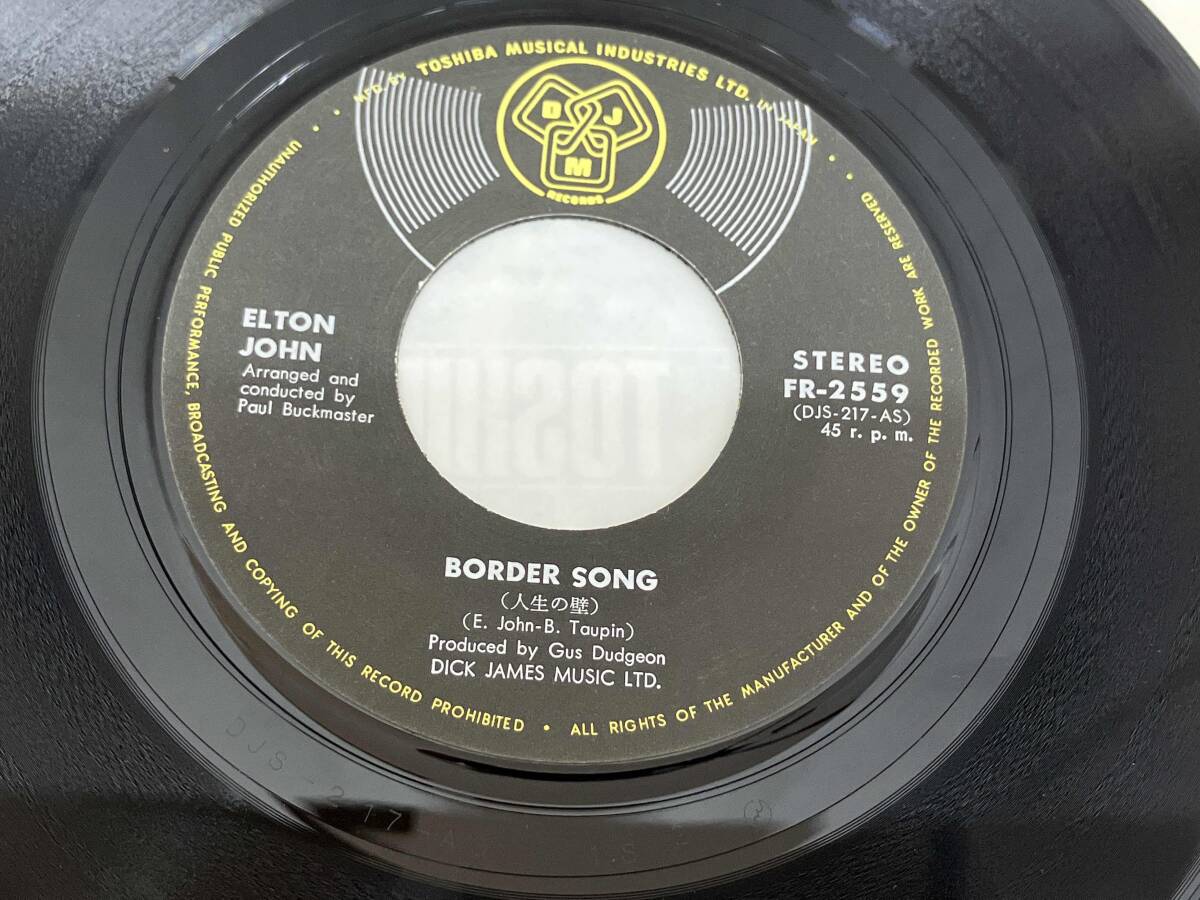 MFD. BY TOSHIBA MUSICAL INDUSTRIES LTD. IN JAPAN
D J
M
RECORDS
ELTON
JOHN
Arranged and
conducted by
Paul Buckmaster
STEREO
FR-2559
(DJS-217-AS)
45 r. p. m.
BORDER SONG
(人生の壁)
(E. John-B. Taupin)
Produced by Gus Dudgeon
DICK JAMES MUSIC LTD.
UNAUTHORIZED PUBLIC PERFORMANCE, BROADCASTING AND COPYING OF THIS RECORD PROHIBITED • ALL RIGHTS OF THE MANUFACTURER AND OF THE OWNER OF THE RECORDED WORK ARE RESERVED
DJS-217-A
1S